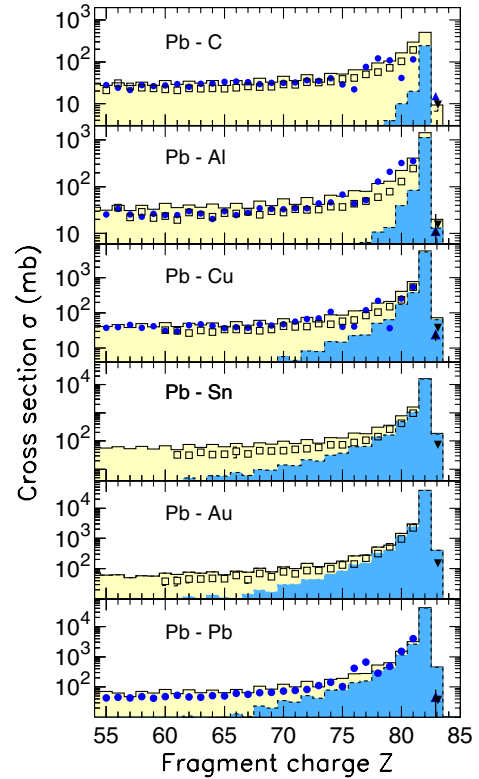 Cross section σ (mb)
10³
10²
10
Pb - C
10²
10
Pb - Al
10³
10²
10
Pb - Cu
10⁴
10²
Pb - Sn
10⁴
10³
10²
Pb - Au
10⁴
10³
10²
Pb - Pb
55 60 65 70 75 80 85
Fragment charge Z